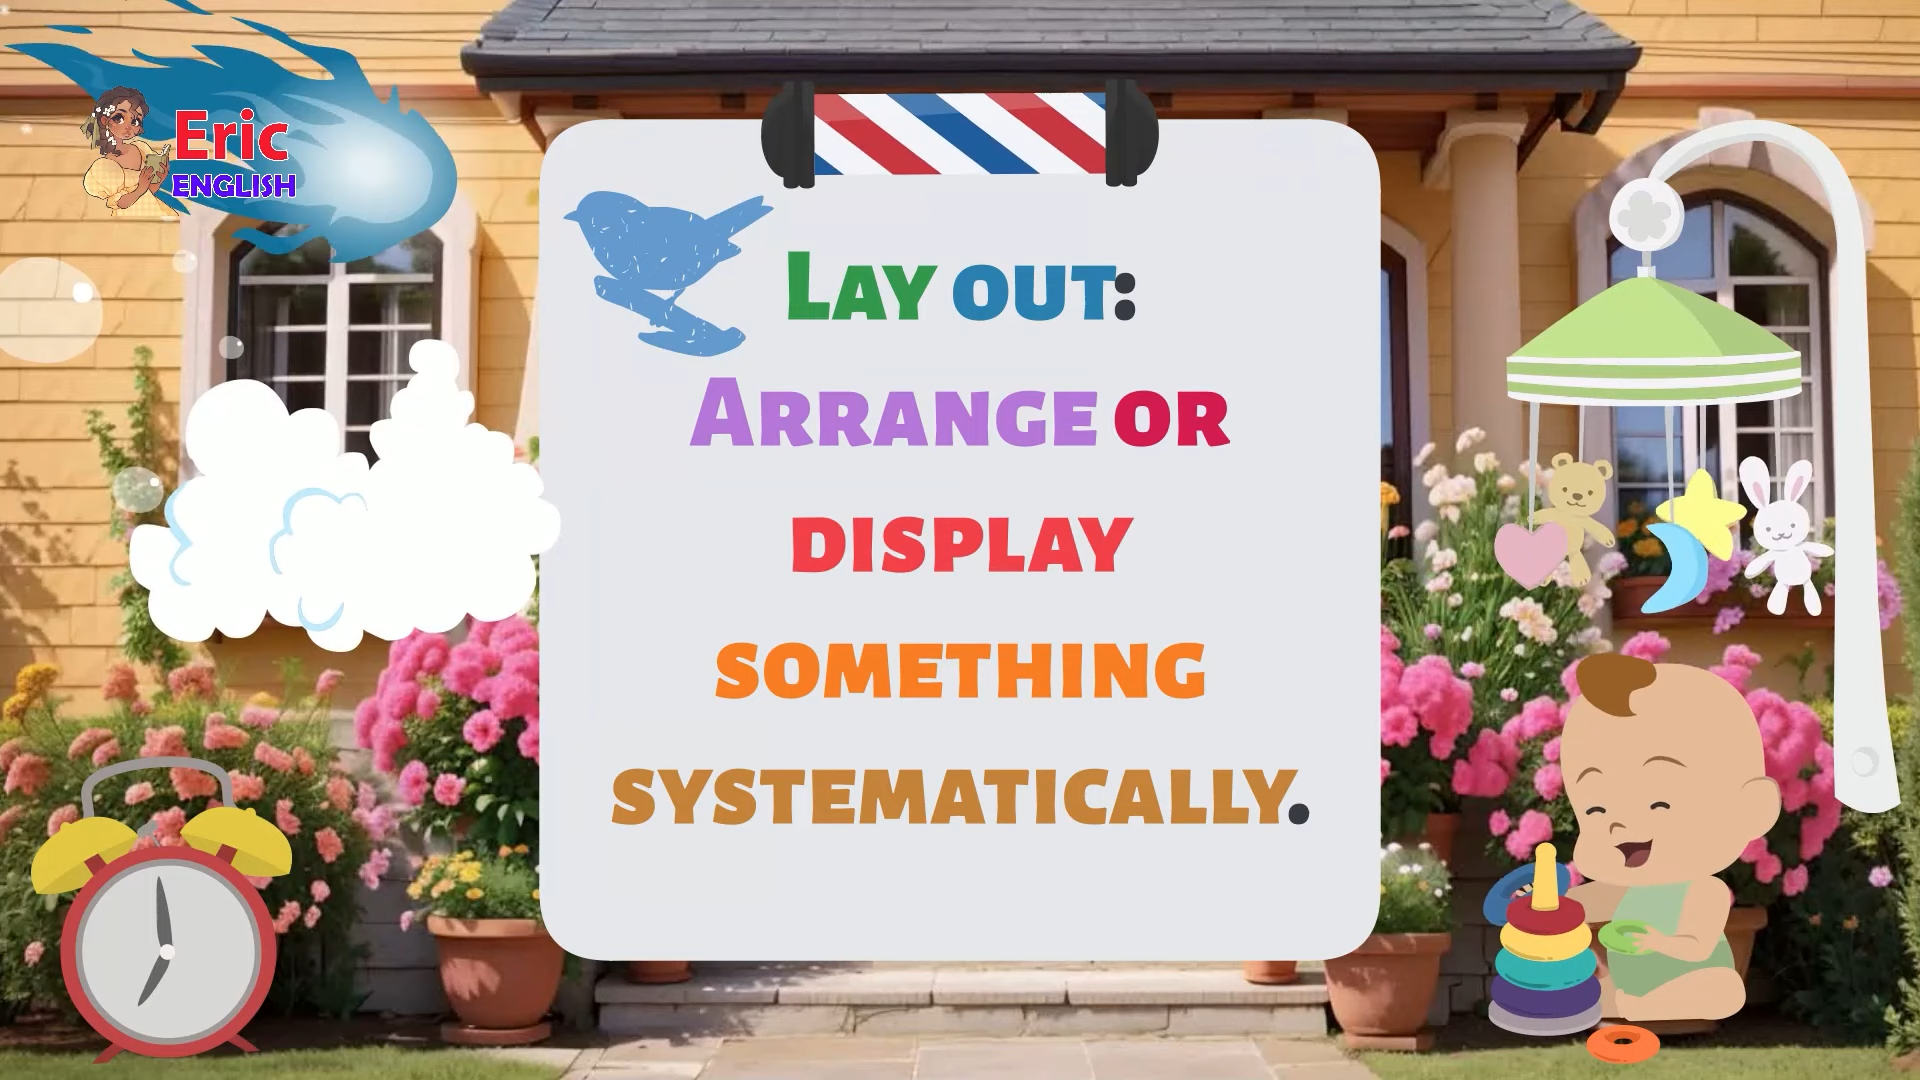 Eric
ENGLISH
Lay out:
Arrange or
display
something
systematically.